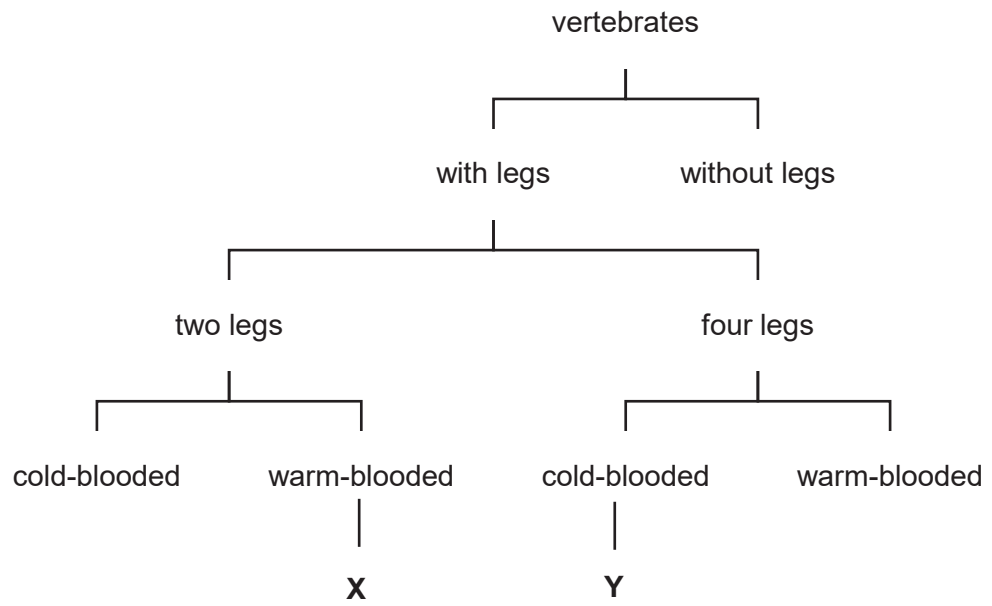 vertebrates
with legs
without legs
two legs
four legs
cold-blooded
warm-blooded
cold-blooded
warm-blooded
X
Y